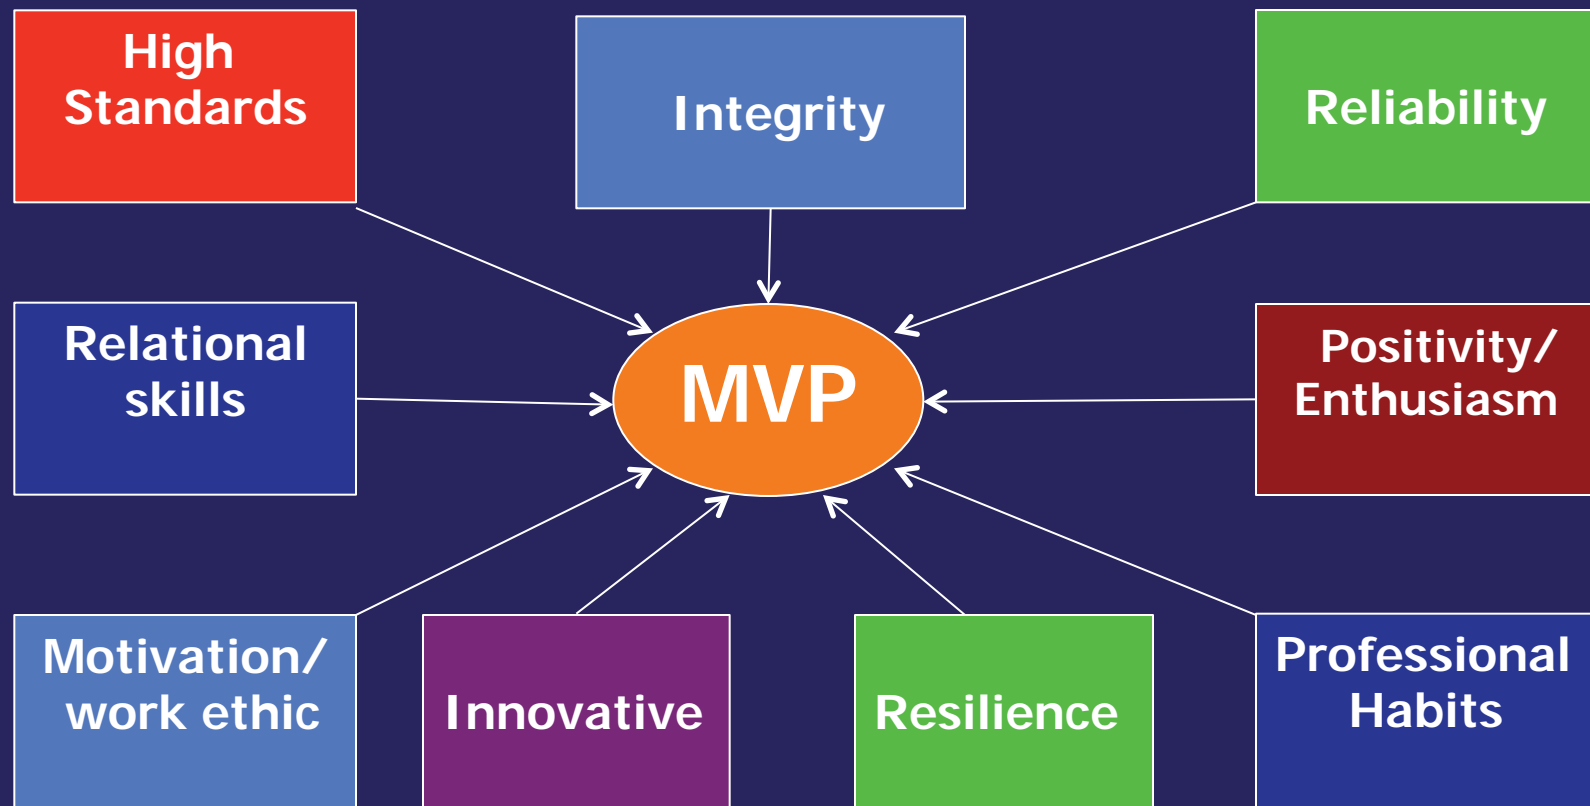 High
Standards
Integrity
Reliability
Relational
skills
MVP
Positivity/
Enthusiasm
Motivation/
work ethic
Innovative
Resilience
Professional
Habits